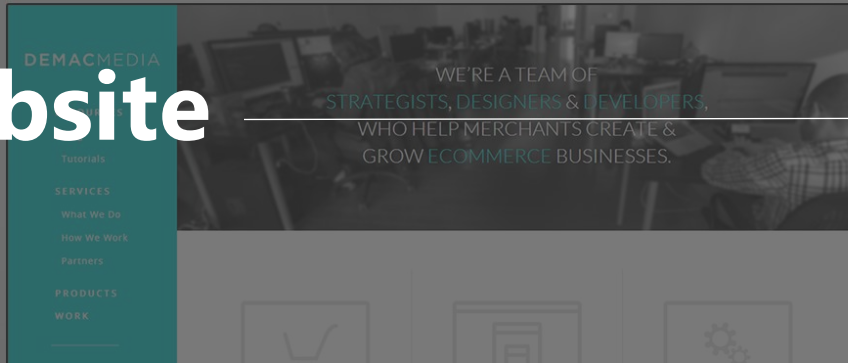 DEMACMEDIA
bsite
Tutorials
SERVICES
What We Do
How We Work
Partners
PRODUCTS
WORK
WE'RE A TEAM OF
STRATEGISTS, DESIGNERS & DEVELOPERS,
WHO HELP MERCHANTS CREATE &
GROW ECOMMERCE BUSINESSES.